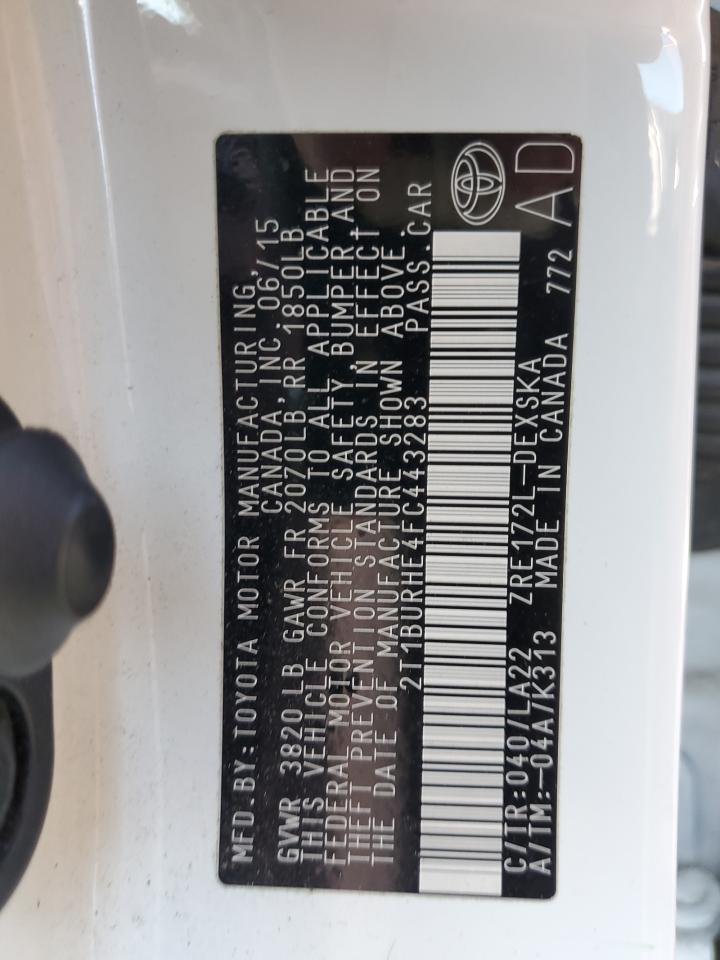 MFD.BY:TOYOTA MOTOR MANUFACTURING,
CANADA,INC.06/15
GVWR 3820 LB GAWR FR 2070LB RR 1850LB
THIS VEHICLE CONFORMS TO ALL APPLICABLE
FEDERAL MOTOR VEHICLE SAFETY,BUMPER,AND
THEFT PREVENTION STANDARDS IN EFFECT ON
THE DATE OF MANUFACTURE SHOWN ABOVE.
2T1BURHE4FC443283 PASS.CAR
C/TR:040/LA22 ZRE172L-DEXSKA
A/TM:-04A/K313 MADE IN CANADA 772
AD